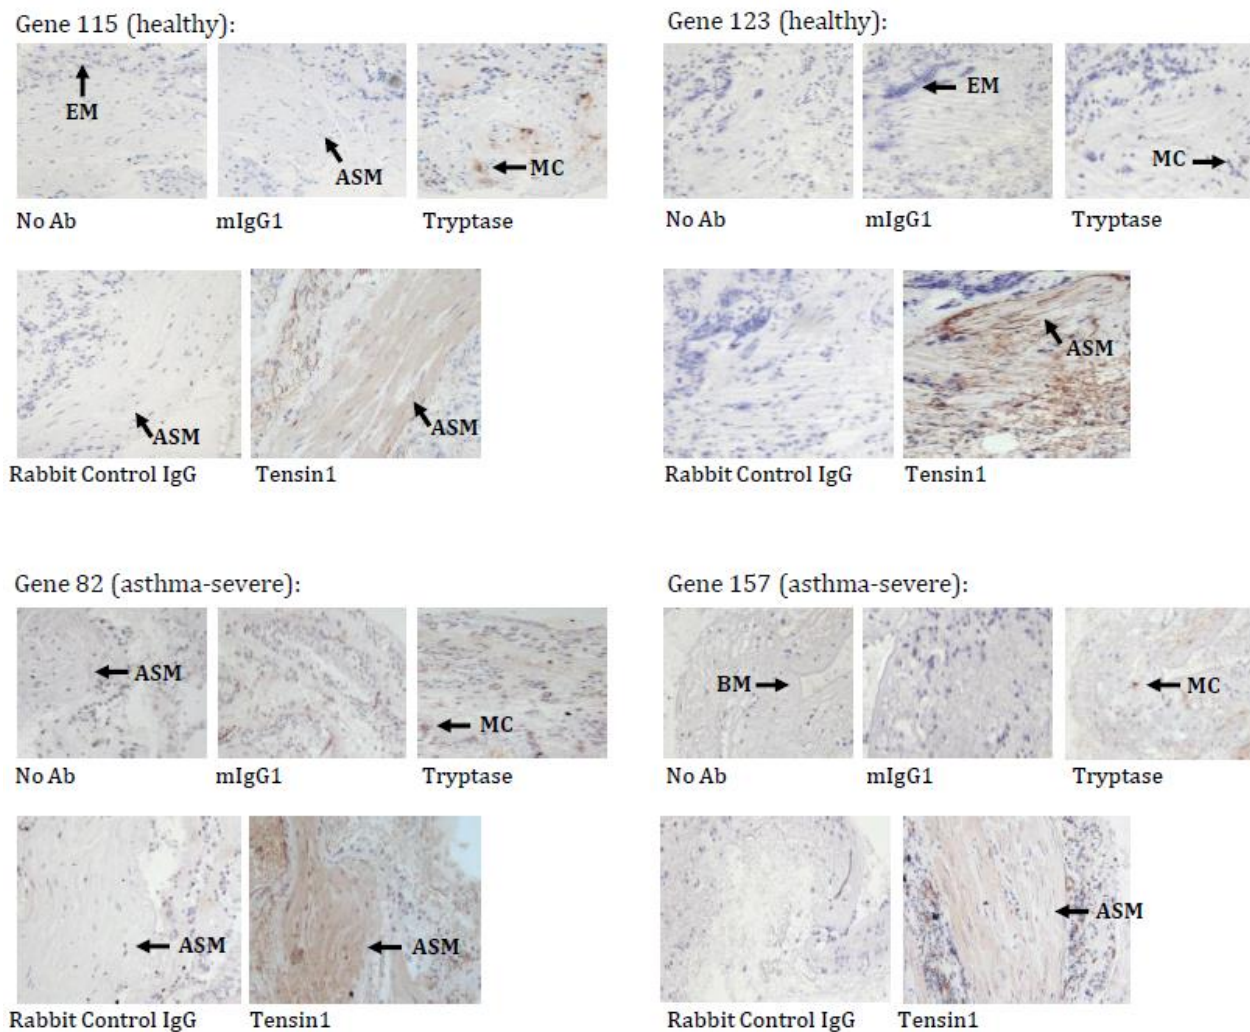 Gene 115 (healthy):
EM
ASM
MC
No Ab
mIgG1
Tryptase
ASM
ASM
Rabbit Control IgG
Tensin1
Gene 123 (healthy):
EM
MC
No Ab
mIgG1
Tryptase
ASM
Rabbit Control IgG
Tensin1
Gene 82 (asthma-severe):
ASM
MC
No Ab
mIgG1
Tryptase
ASM
ASM
Rabbit Control IgG
Tensin1
Gene 157 (asthma-severe):
BM
MC
No Ab
mIgG1
Tryptase
ASM
Rabbit Control IgG
Tensin1